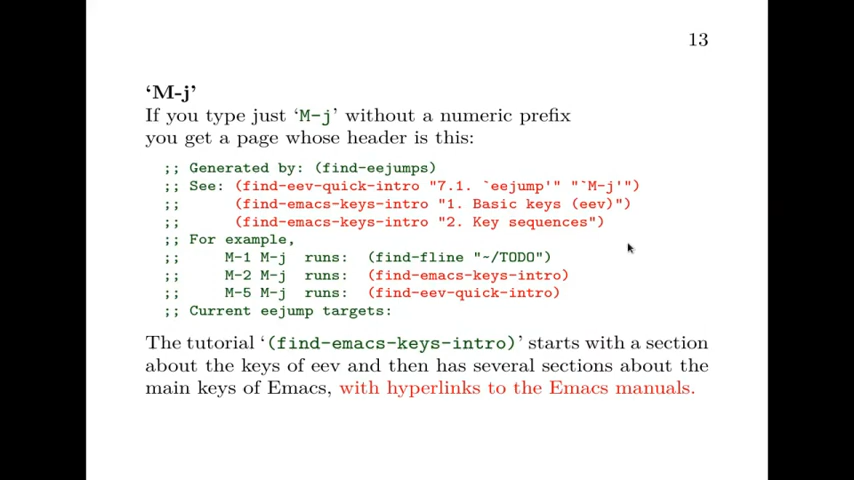 13
‘M-j’
If you type just ‘M-j’ without a numeric prefix
you get a page whose header is this:
;; Generated by: (find-eejumps)
;; See: (find-eev-quick-intro "7.1. `eejump'" "`M-j'")
;;      (find-emacs-keys-intro "1. Basic keys (eev)")
;;      (find-emacs-keys-intro "2. Key sequences")
;; For example,
;;     M-1 M-j  runs:  (find-fline "~/TODO")
;;     M-2 M-j  runs:  (find-emacs-keys-intro)
;;     M-5 M-j  runs:  (find-eev-quick-intro)
;; Current eejump targets:
The tutorial ‘(find-emacs-keys-intro)’ starts with a section
about the keys of eev and then has several sections about the
main keys of Emacs, with hyperlinks to the Emacs manuals.